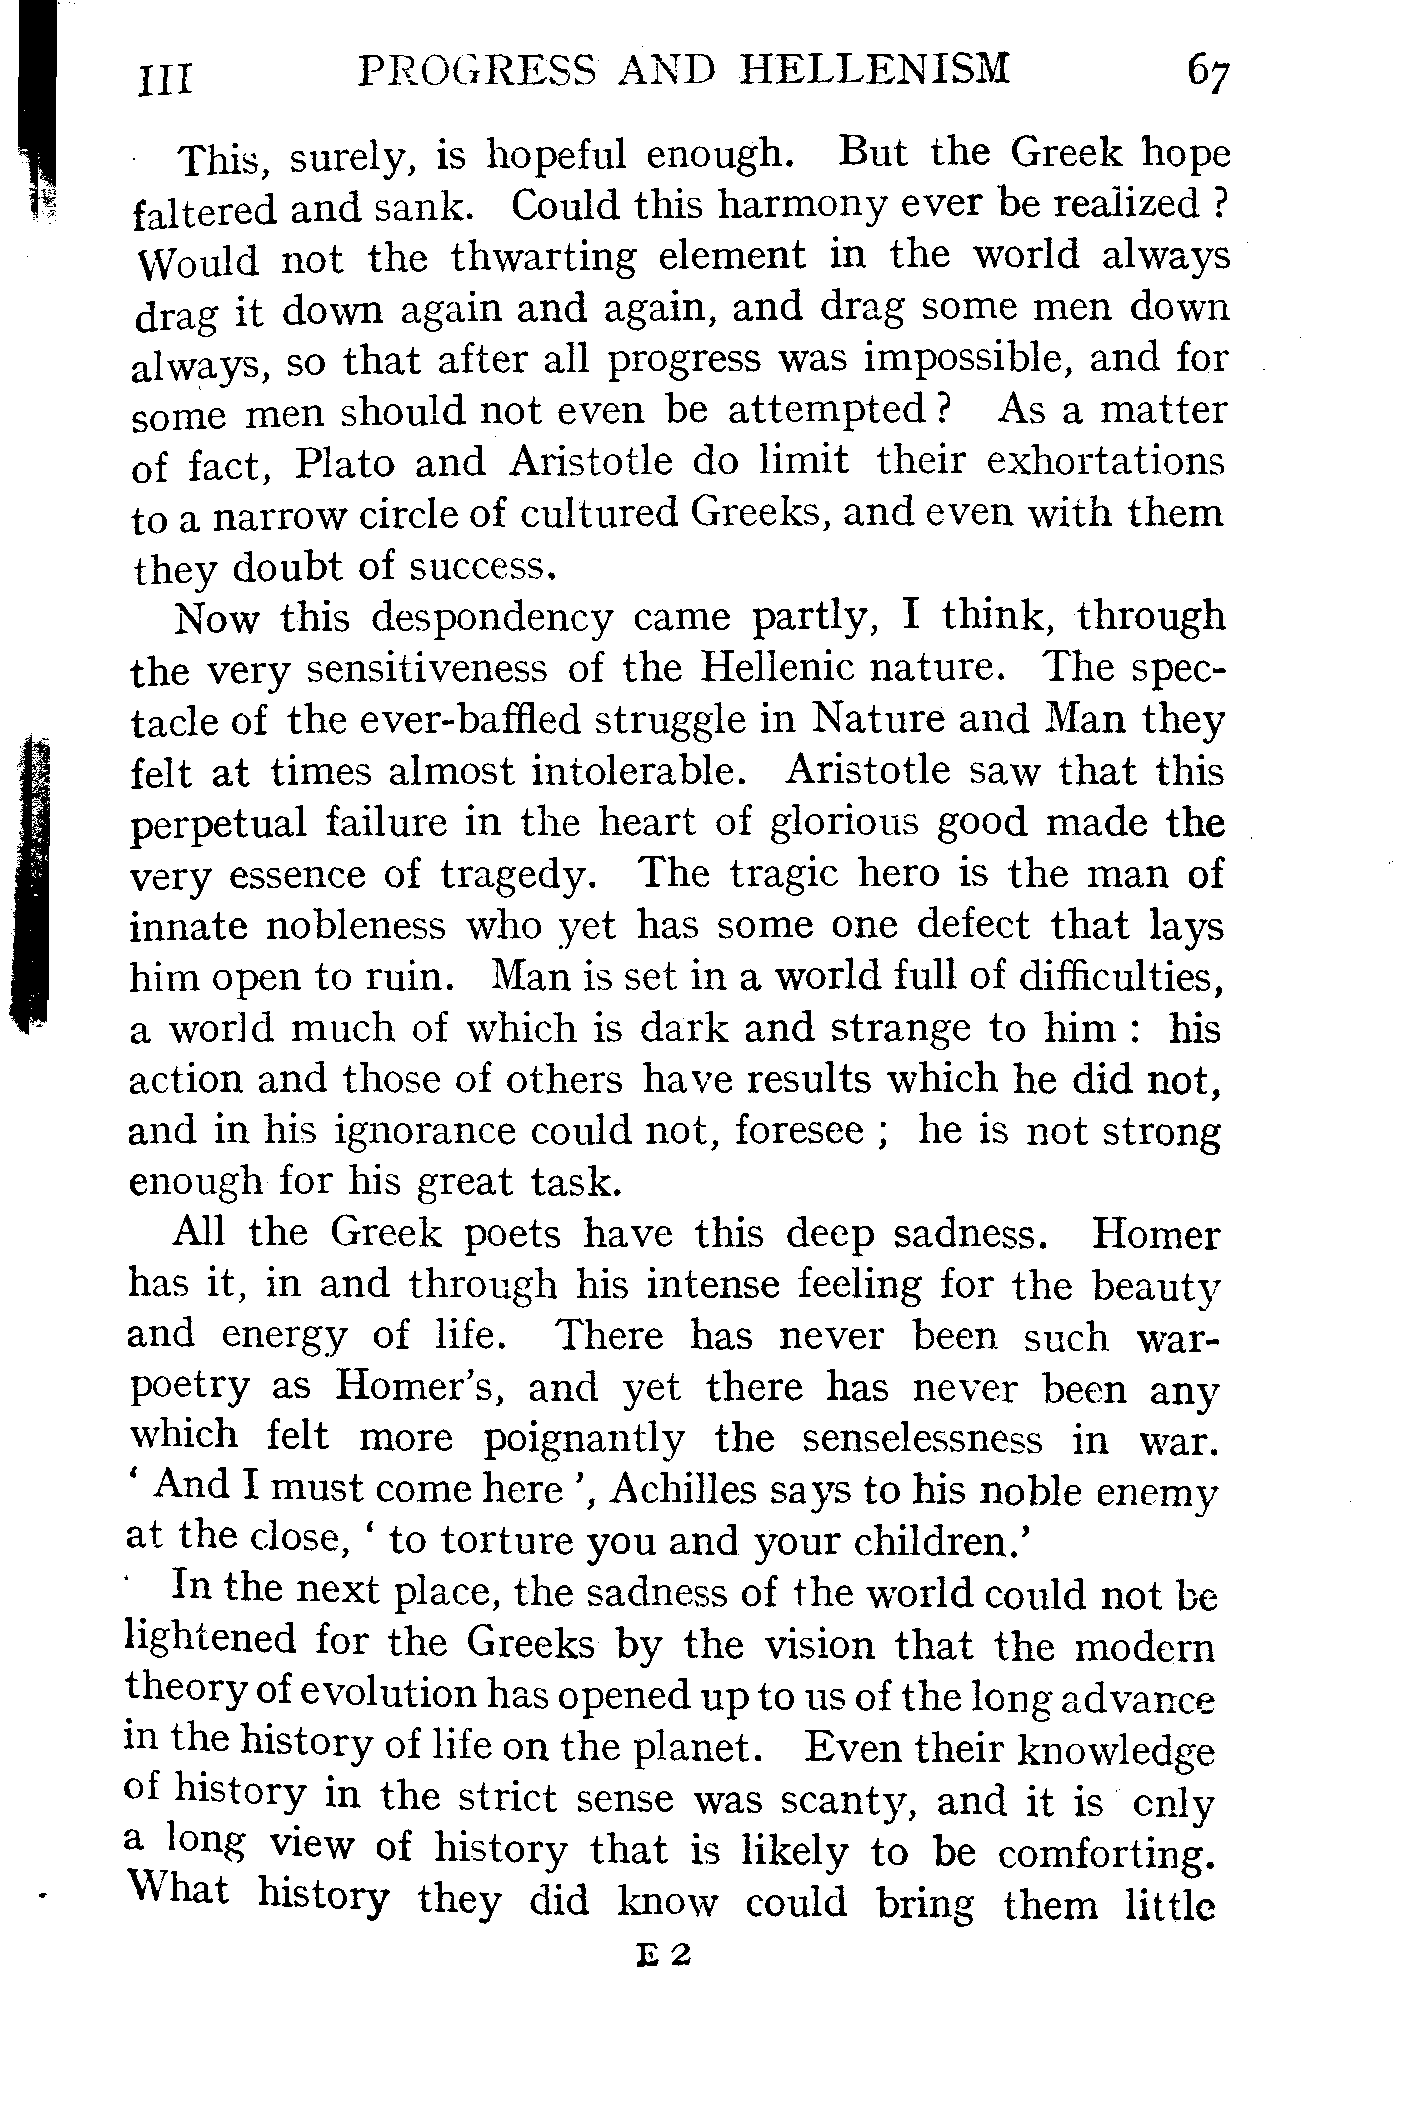 III PROGRESS AND HELLENISM 67
This, surely, is hopeful enough. But the Greek hope
faltered and sank. Could this harmony ever be realized ?
Would not the thwarting element in the world always
drag it down again and again, and drag some men down
always, so that after all progress was impossible, and for
some men should not even be attempted ? As a matter
of fact, Plato and Aristotle do limit their exhortations
to a narrow circle of cultured Greeks, and even with them
they doubt of success.
Now this despondency came partly, I think, through
the very sensitiveness of the Hellenic nature. The spec-
tacle of the ever-baffled struggle in Nature and Man they
felt at times almost intolerable. Aristotle saw that this
perpetual failure in the heart of glorious good made the
very essence of tragedy. The tragic hero is the man of
innate nobleness who yet has some one defect that lays
him open to ruin. Man is set in a world full of difficulties,
a world much of which is dark and strange to him : his
action and those of others have results which he did not,
and in his ignorance could not, foresee ; he is not strong
enough for his great task.
All the Greek poets have this deep sadness. Homer
has it, in and through his intense feeling for the beauty
and energy of life. There has never been such war-
poetry as Homer's, and yet there has never been any
which felt more poignantly the senselessness in war.
‘ And I must come here ’, Achilles says to his noble enemy
at the close, ‘ to torture you and your children.’
In the next place, the sadness of the world could not be
lightened for the Greeks by the vision that the modern
theory of evolution has opened up to us of the long advance
in the history of life on the planet. Even their knowledge
of history in the strict sense was scanty, and it is only
a long view of history that is likely to be comforting.
What history they did know could bring them little
E 2